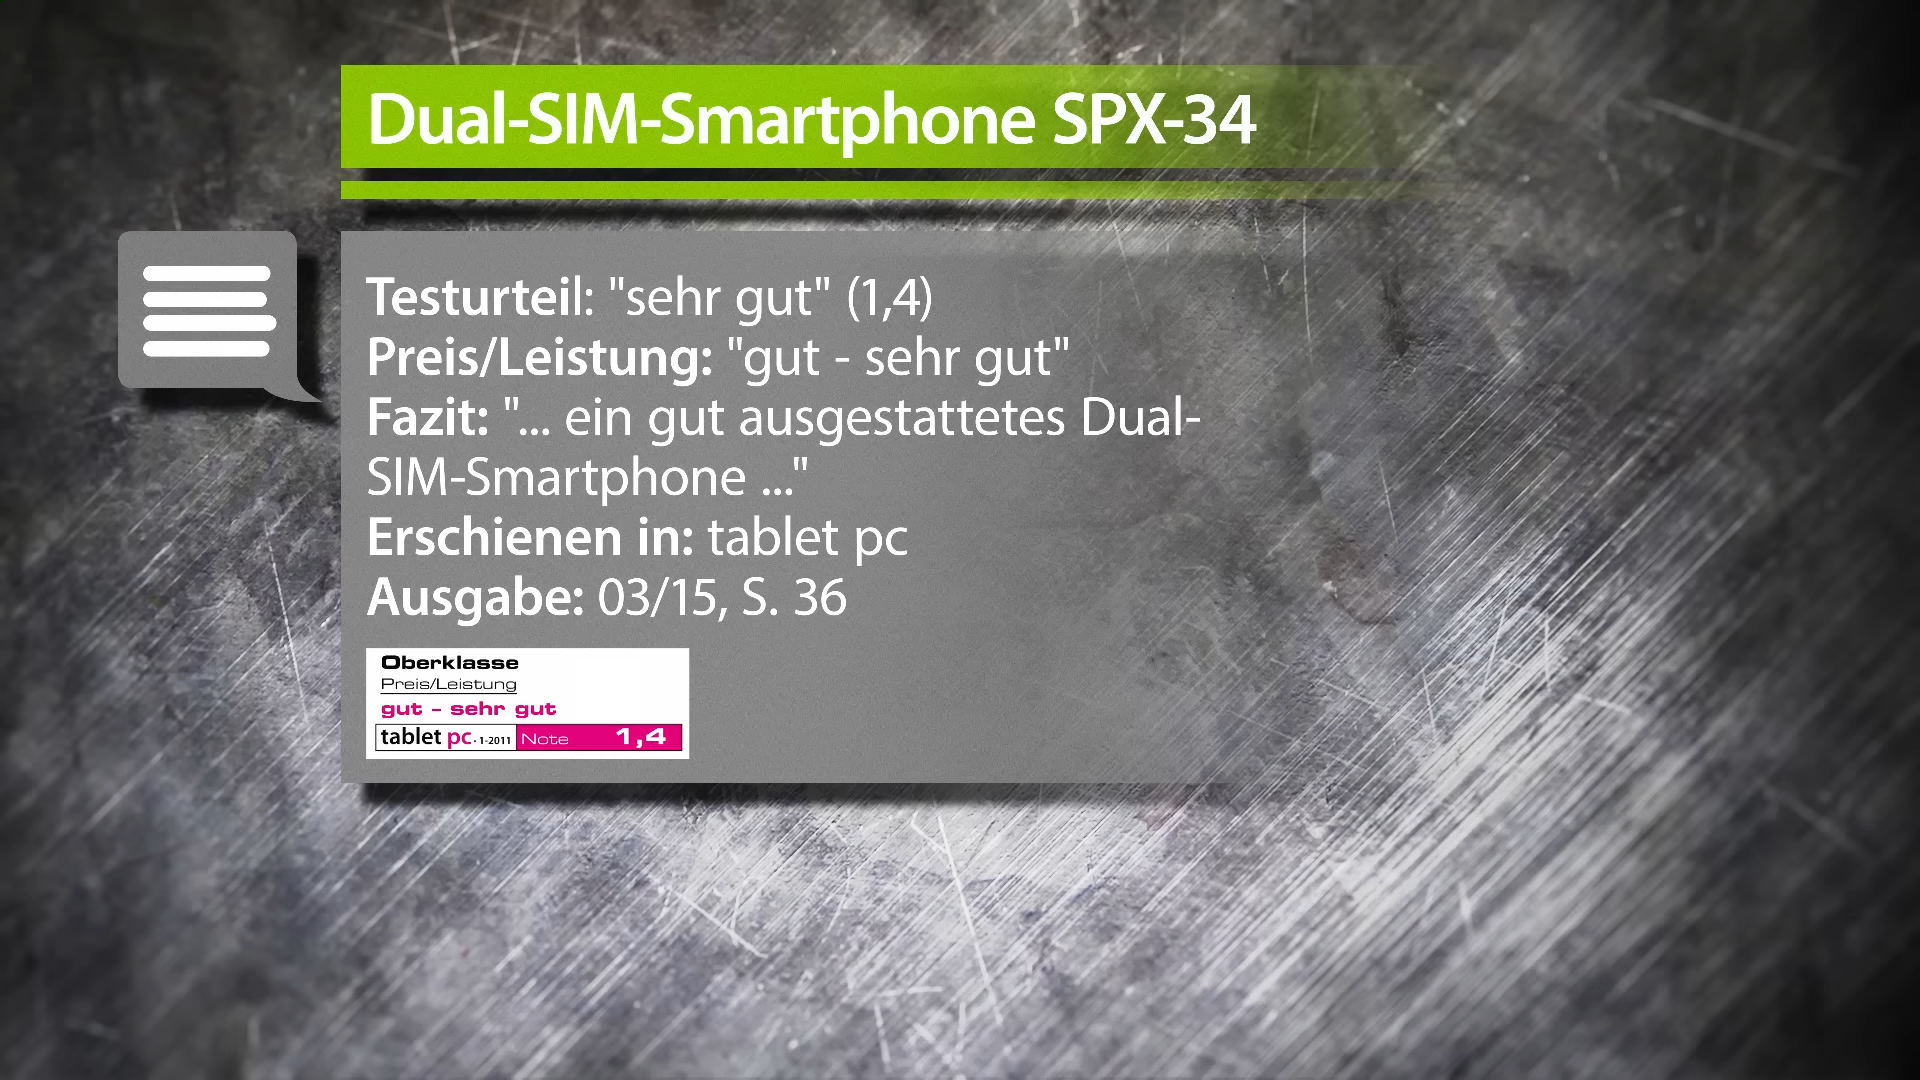 Dual-SIM-Smartphone SPX-34
Testurteil: "sehr gut" (1,4)
Preis/Leistung: "gut - sehr gut"
Fazit: "... ein gut ausgestattetes Dual-
SIM-Smartphone ..."
Erschienen in: tablet pc
Ausgabe: 03/15, S. 36
Oberklasse
Preis/Leistung
gut - sehr gut
tablet pc · 1-2011 Note 1,4